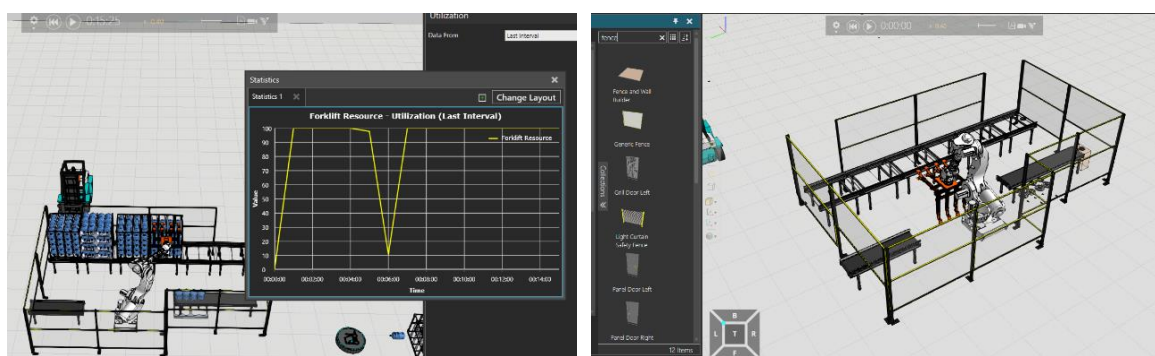 Utilization
0:15:25
Data From
Last Interval
Statistics
Statistics 1
Change Layout
Forklift Resource - Utilization (Last Interval)
Forklift Resource
100
90
80
70
60
50
40
30
20
10
0
Value
00:00:00 00:02:00 00:04:00 00:06:00 00:08:00 00:10:00 00:12:00 00:14:00
Time
fence
0:00:00
Fence and Wall
Builder
Generic Fence
Grill Door Left
Collections
Light Curtain
Safety Fence
Panel Door Left
Panel Door Right
12 Items
B
L T R
F